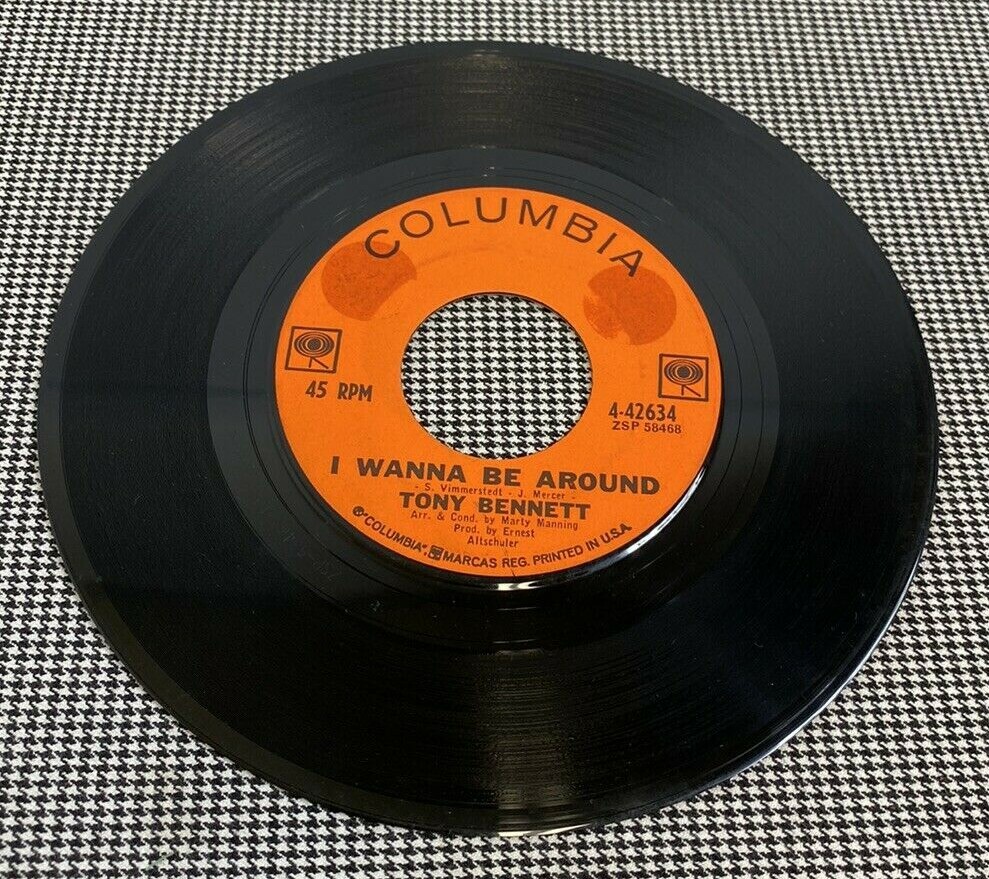 COLUMBIA
45 RPM
4-42634
ZSP 58468
I WANNA BE AROUND
- S. Vimmerstedt - J. Mercer -
TONY BENNETT
Arr. & Cond. by Marty Manning
Prod. by Ernest
Altschuler
"COLUMBIA", MARCAS REG. PRINTED IN U.S.A.